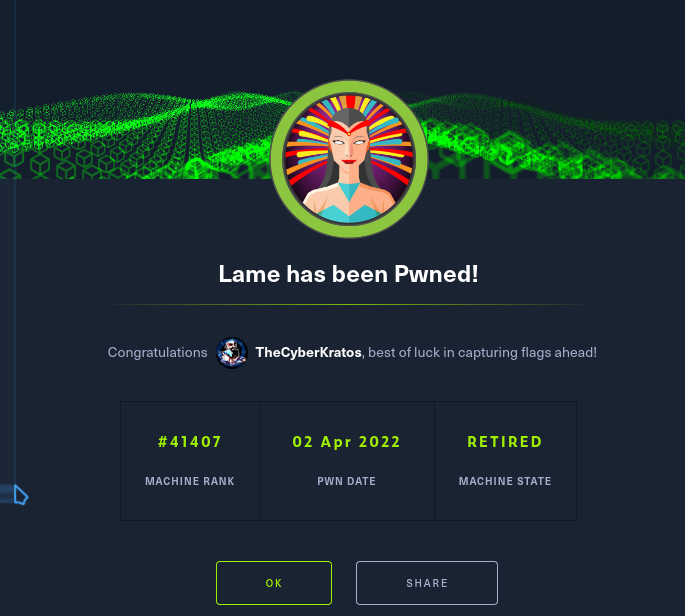 Lame has been Pwned!
Congratulations TheCyberKratos, best of luck in capturing flags ahead!
#41407 02 Apr 2022 RETIRED
MACHINE RANK PWN DATE MACHINE STATE
OK SHARE